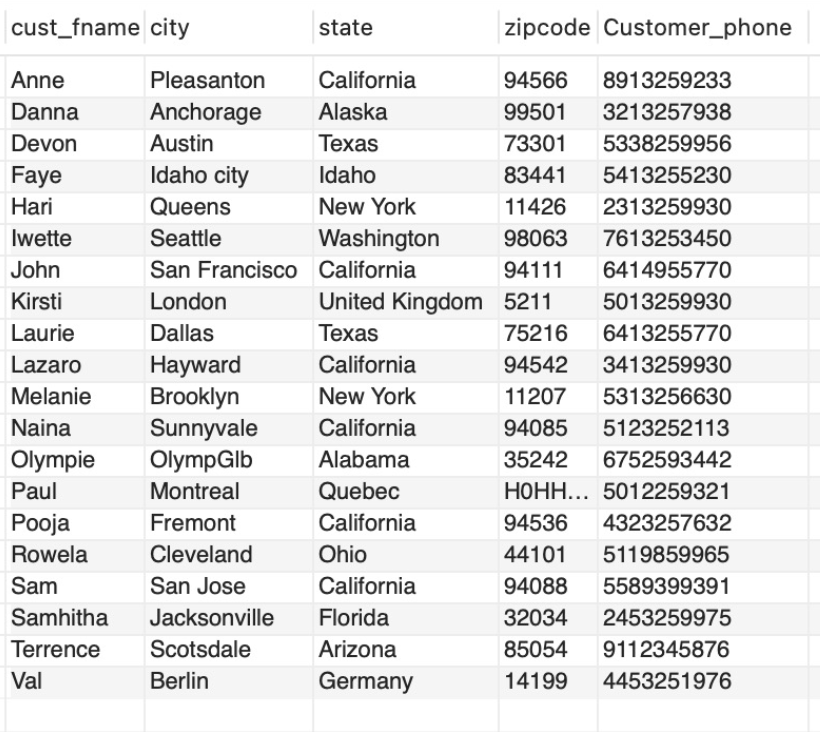 cust_fname city state zipcode Customer_phone
Anne Pleasanton California 94566 8913259233
Danna Anchorage Alaska 99501 3213257938
Devon Austin Texas 73301 5338259956
Faye Idaho city Idaho 83441 5413255230
Hari Queens New York 11426 2313259930
Iwette Seattle Washington 98063 7613253450
John San Francisco California 94111 6414955770
Kirsti London United Kingdom 5211 5013259930
Laurie Dallas Texas 75216 6413255770
Lazaro Hayward California 94542 3413259930
Melanie Brooklyn New York 11207 5313256630
Naina Sunnyvale California 94085 5123252113
Olympie OlympGlb Alabama 35242 6752593442
Paul Montreal Quebec H0HH... 5012259321
Pooja Fremont California 94536 4323257632
Rowela Cleveland Ohio 44101 5119859965
Sam San Jose California 94088 5589399391
Samhitha Jacksonville Florida 32034 2453259975
Terrence Scotsdale Arizona 85054 9112345876
Val Berlin Germany 14199 4453251976